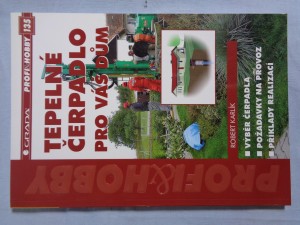 GRADA
PROFI & HOBBY 135
TEPELNÉ
ČERPADLO
PRO VÁŠ DŮM
ROBERT KARLÍK
■ VÝBĚR ČERPADLA
■ POŽADAVKY NA PROVOZ
■ PŘÍKLADY REALIZACÍ
PROFI&HOBBY